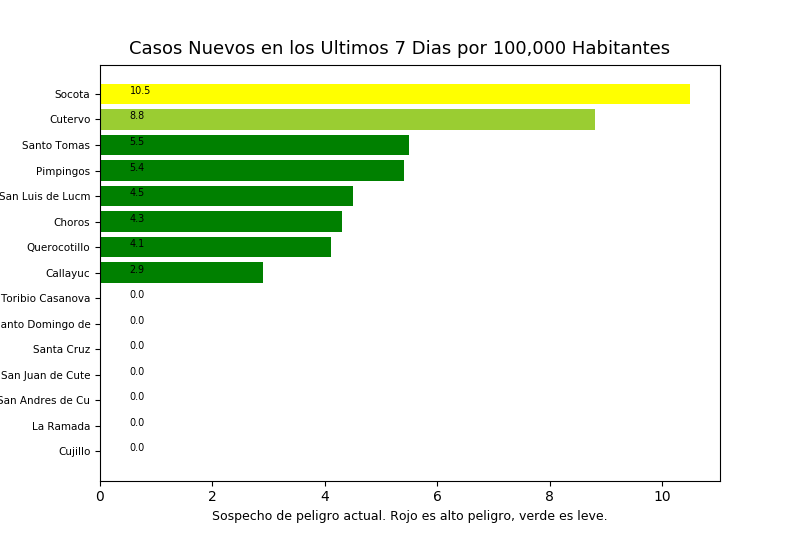 Casos Nuevos en los Ultimos 7 Dias por 100,000 Habitantes
Socota 10.5
Cutervo 8.8
Santo Tomas 5.5
Pimpingos 5.4
San Luis de Lucm 4.5
Choros 4.3
Querocotillo 4.1
Callayuc 2.9
Toribio Casanova 0.0
anto Domingo de 0.0
Santa Cruz 0.0
San Juan de Cute 0.0
San Andres de Cu 0.0
La Ramada 0.0
Cujillo 0.0
0 2 4 6 8 10
Sospecho de peligro actual. Rojo es alto peligro, verde es leve.